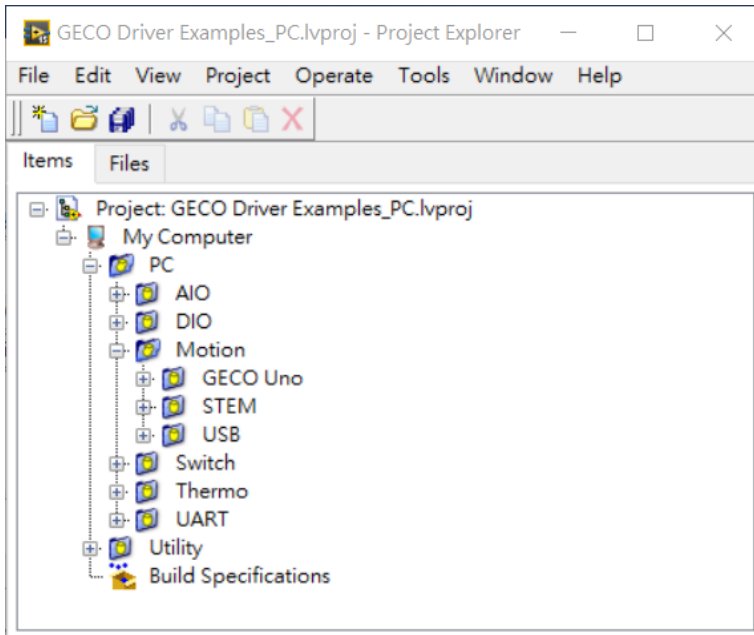 GECO Driver Examples_PC.lvproj - Project Explorer
File Edit View Project Operate Tools Window Help
Items Files
Project: GECO Driver Examples_PC.lvproj
My Computer
PC
AIO
DIO
Motion
GECO Uno
STEM
USB
Switch
Thermo
UART
Utility
Build Specifications